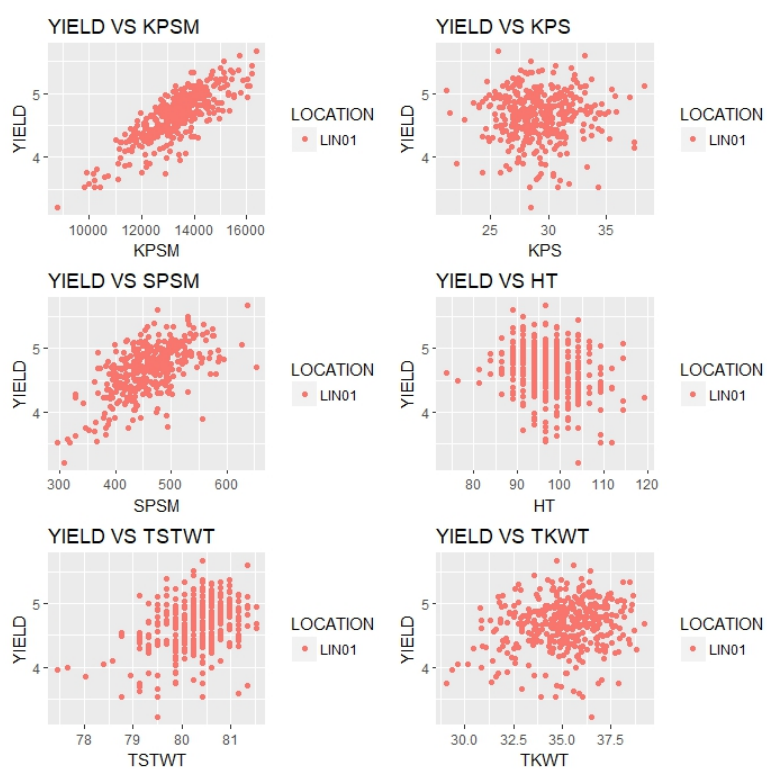 YIELD VS KPSM
YIELD
5
4
10000 12000 14000 16000
KPSM
LOCATION
LIN01
YIELD VS KPS
YIELD
5
4
25 30 35
KPS
LOCATION
LIN01
YIELD VS SPSM
YIELD
5
4
300 400 500 600
SPSM
LOCATION
LIN01
YIELD VS HT
YIELD
5
4
80 90 100 110 120
HT
LOCATION
LIN01
YIELD VS TSTWT
YIELD
5
4
78 79 80 81
TSTWT
LOCATION
LIN01
YIELD VS TKWT
YIELD
5
4
30.0 32.5 35.0 37.5
TKWT
LOCATION
LIN01